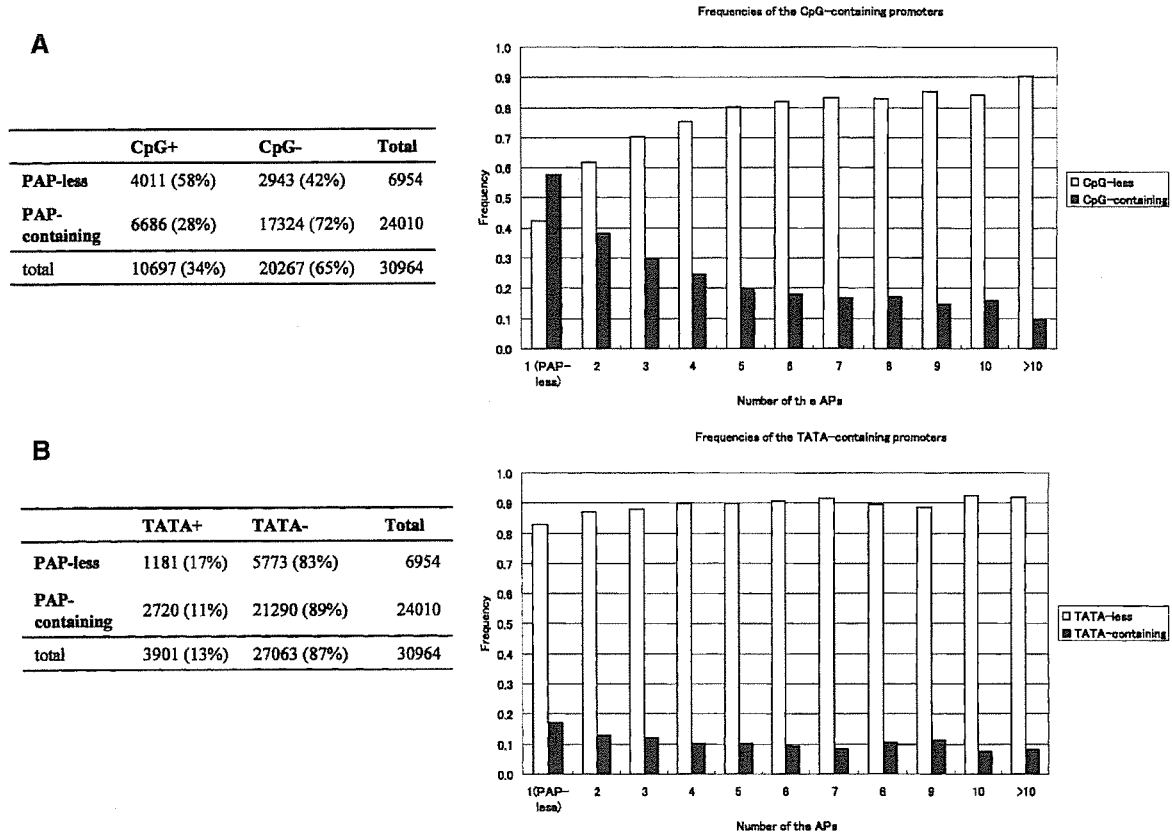 A
CpG+ CpG- Total
PAP-less 4011 (58%) 2943 (42%) 6954
PAP-
containing 6686 (28%) 17324 (72%) 24010
total 10697 (34%) 20267 (65%) 30964
Frequencies of the CpG-containing promoters
Frequency
1.0
0.9
0.8
0.7
0.6
0.5
0.4
0.3
0.2
0.1
0.0
1 (PAP-
less) 2 3 4 5 6 7 8 9 10 >10
Number of the APs
CpG-less
CpG-containing
B
TATA+ TATA- Total
PAP-less 1181 (17%) 5773 (83%) 6954
PAP-
containing 2720 (11%) 21290 (89%) 24010
total 3901 (13%) 27063 (87%) 30964
Frequencies of the TATA-containing promoters
Frequency
1.0
0.9
0.8
0.7
0.6
0.5
0.4
0.3
0.2
0.1
0.0
1(PAP-
less) 2 3 4 5 6 7 8 9 10 >10
Number of the APs
TATA-less
TATA-containing